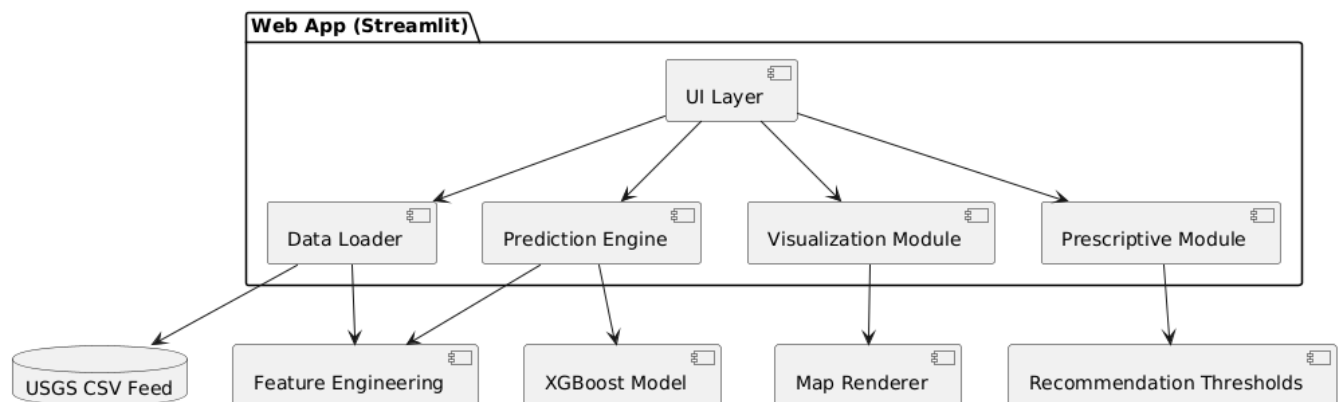 Web App (Streamlit)
UI Layer
Data Loader
Prediction Engine
Visualization Module
Prescriptive Module
USGS CSV Feed
Feature Engineering
XGBoost Model
Map Renderer
Recommendation Thresholds